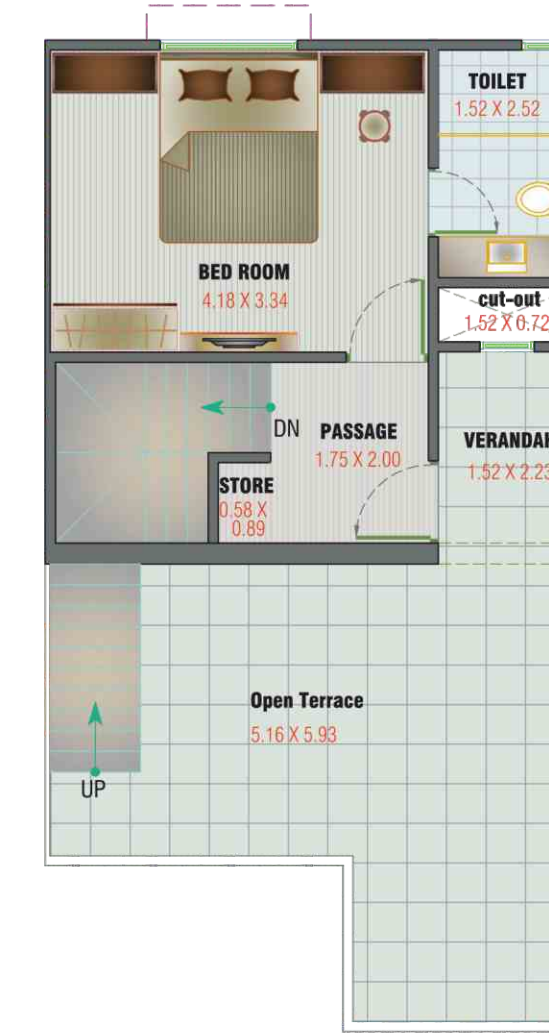 TOILET
1.52 X 2.52
BED ROOM
4.18 X 3.34
cut-out
1.52 X 0.72
DN
PASSAGE
1.75 X 2.00
VERANDAH
1.52 X 2.23
STORE
0.58 X
0.89
Open Terrace
5.16 X 5.93
UP